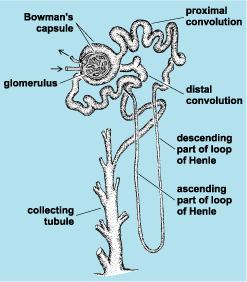 proximal
convolution
Bowman's
capsule
glomerulus
distal
convolution
descending
part of loop
of Henle
ascending
part of loop
of Henle
collecting
tubule